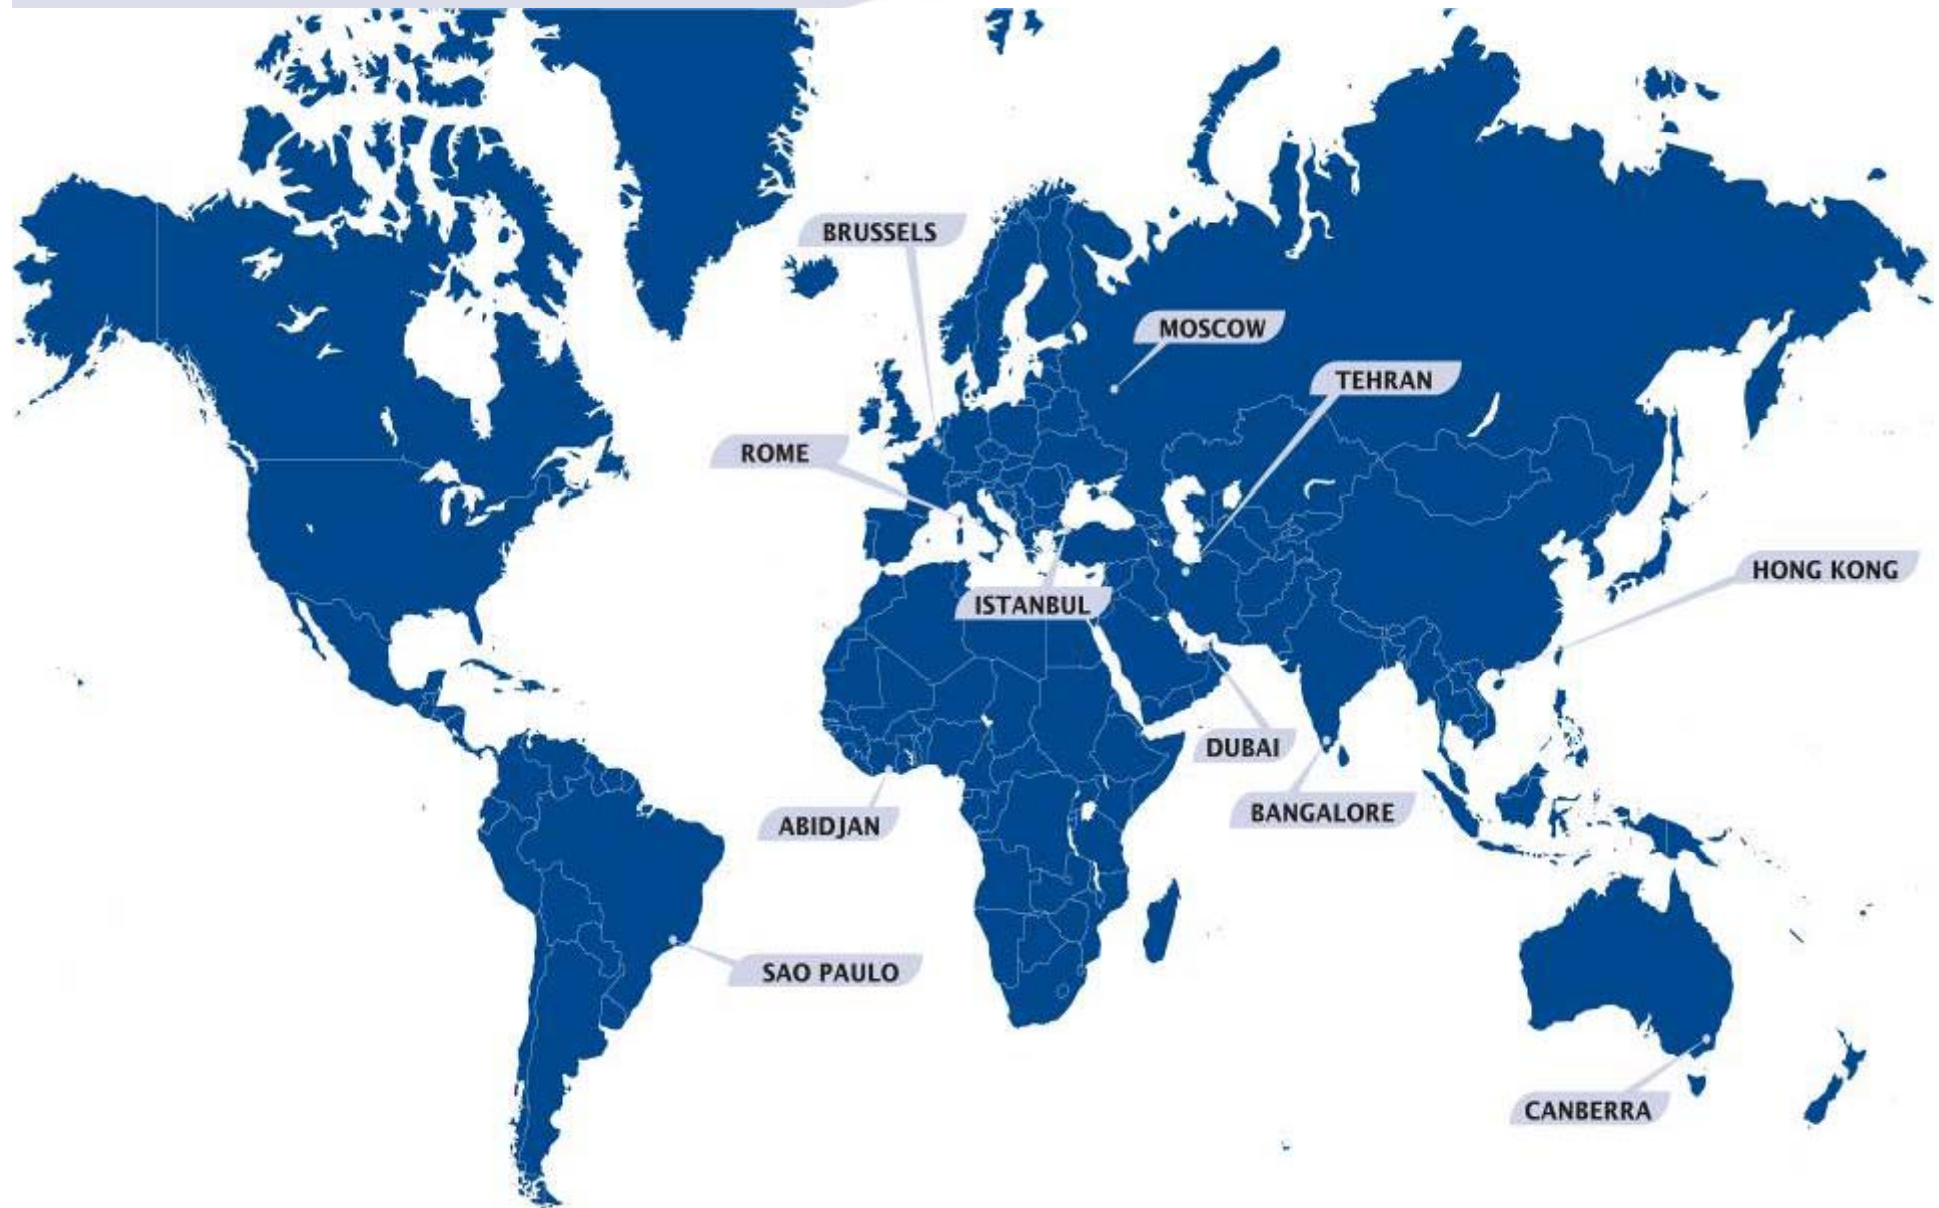 BRUSSELS
MOSCOW
TEHRAN
ROME
HONG KONG
ISTANBUL
DUBAI
BANGALORE
ABIDJAN
SAO PAULO
CANBERRA